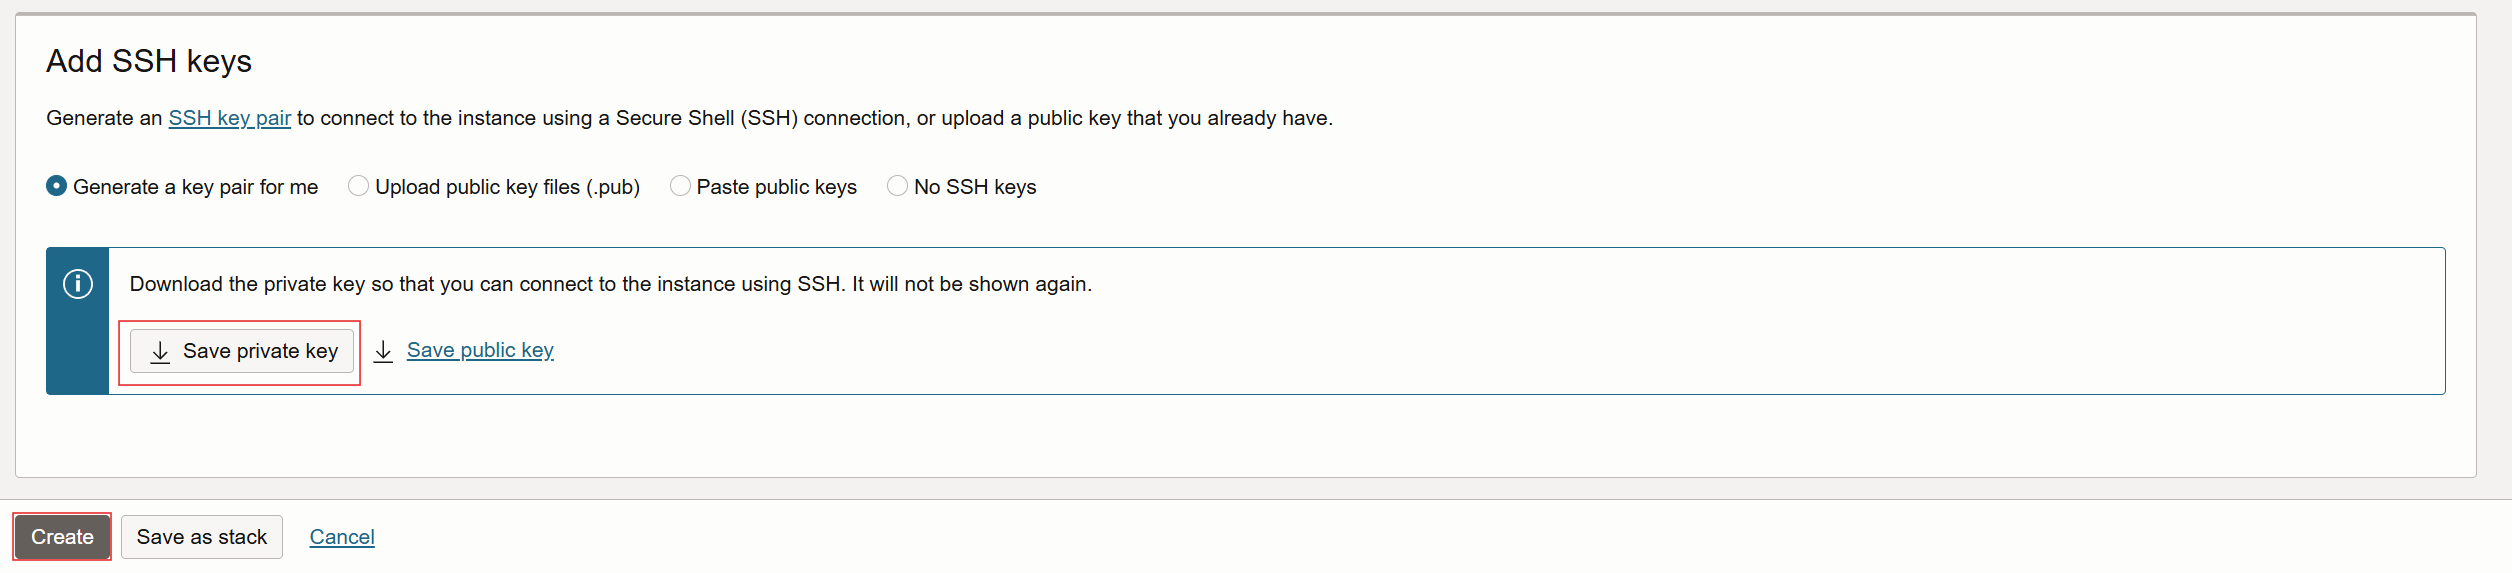 Add SSH keys
Generate an SSH key pair to connect to the instance using a Secure Shell (SSH) connection, or upload a public key that you already have.
Generate a key pair for me Upload public key files (.pub) Paste public keys No SSH keys
Download the private key so that you can connect to the instance using SSH. It will not be shown again.
Save private key Save public key
Create Save as stack Cancel